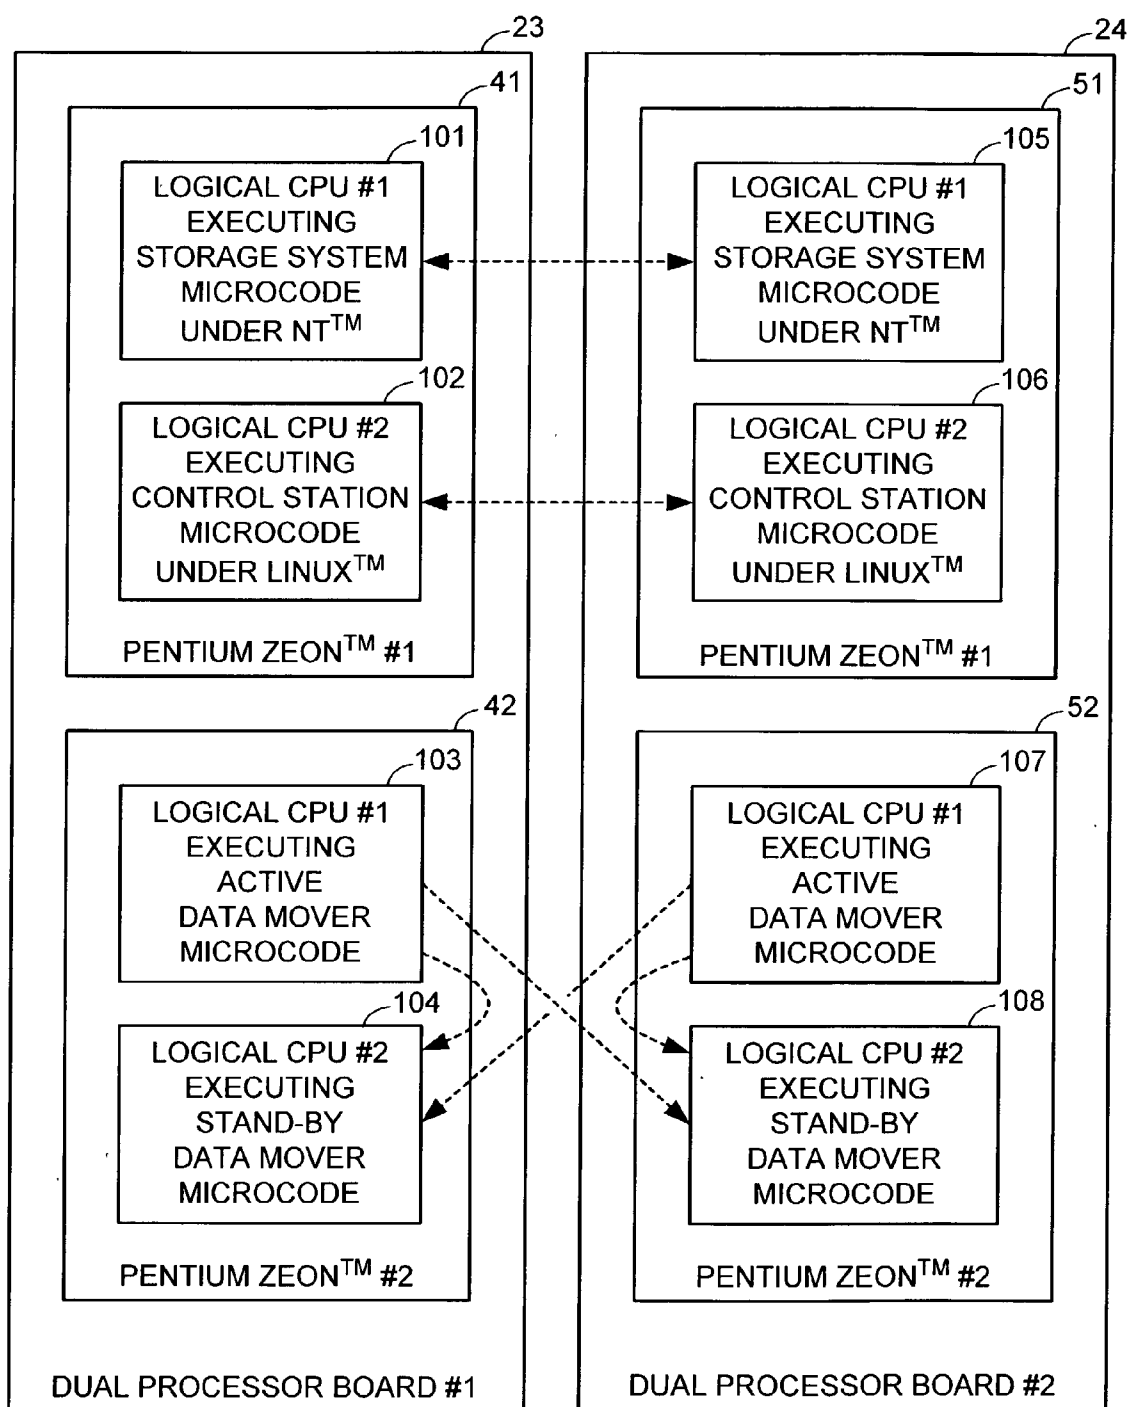 23
41
101
LOGICAL CPU #1
EXECUTING
STORAGE SYSTEM
MICROCODE
UNDER NT™
102
LOGICAL CPU #2
EXECUTING
CONTROL STATION
MICROCODE
UNDER LINUX™
PENTIUM ZEON™ #1
42
103
LOGICAL CPU #1
EXECUTING
ACTIVE
DATA MOVER
MICROCODE
104
LOGICAL CPU #2
EXECUTING
STAND-BY
DATA MOVER
MICROCODE
PENTIUM ZEON™ #2
DUAL PROCESSOR BOARD #1
24
51
105
LOGICAL CPU #1
EXECUTING
STORAGE SYSTEM
MICROCODE
UNDER NT™
106
LOGICAL CPU #2
EXECUTING
CONTROL STATION
MICROCODE
UNDER LINUX™
PENTIUM ZEON™ #1
52
107
LOGICAL CPU #1
EXECUTING
ACTIVE
DATA MOVER
MICROCODE
108
LOGICAL CPU #2
EXECUTING
STAND-BY
DATA MOVER
MICROCODE
PENTIUM ZEON™ #2
DUAL PROCESSOR BOARD #2